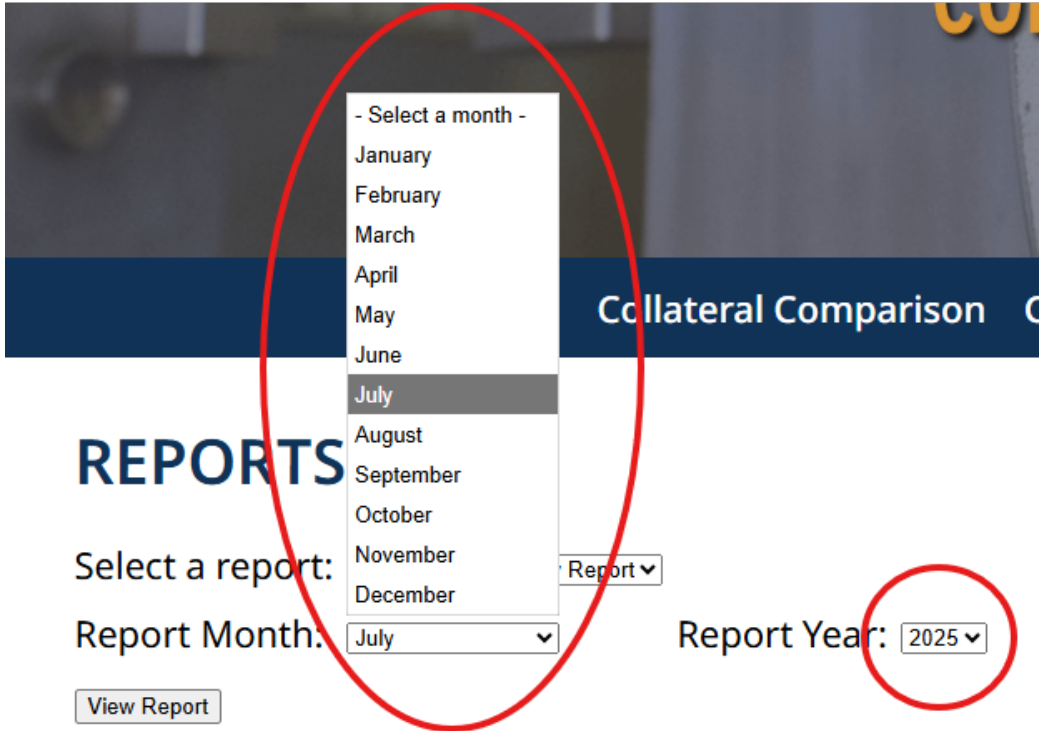 - Select a month -
January
February
March
April
May
Collateral Comparison
June
July
August
REPORTS
September
October
November
Select a report: Report
December
Report Month: July Report Year: 2025
View Report